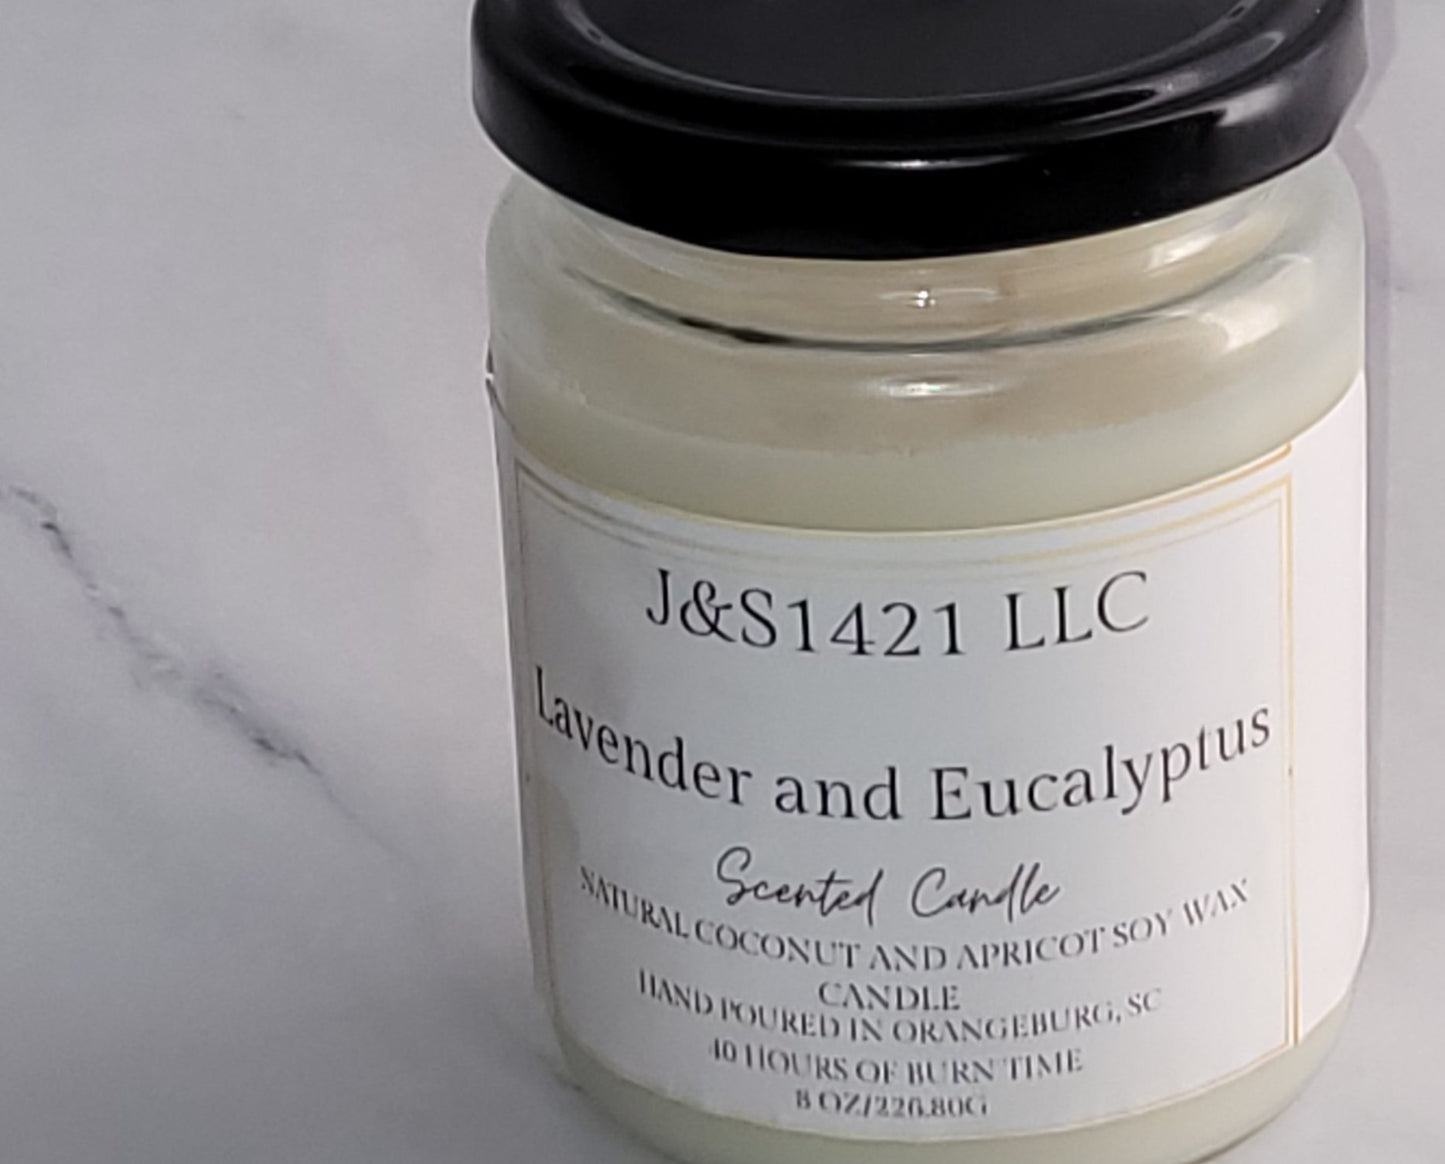 J&S1421 LLC
Lavender and Eucalyptus
Scented Candle
NATURAL COCONUT AND APRICOT SOY WAX
CANDLE
HAND POURED IN ORANGEBURG, SC
40 HOURS OF BURN TIME
8 OZ/226.80G